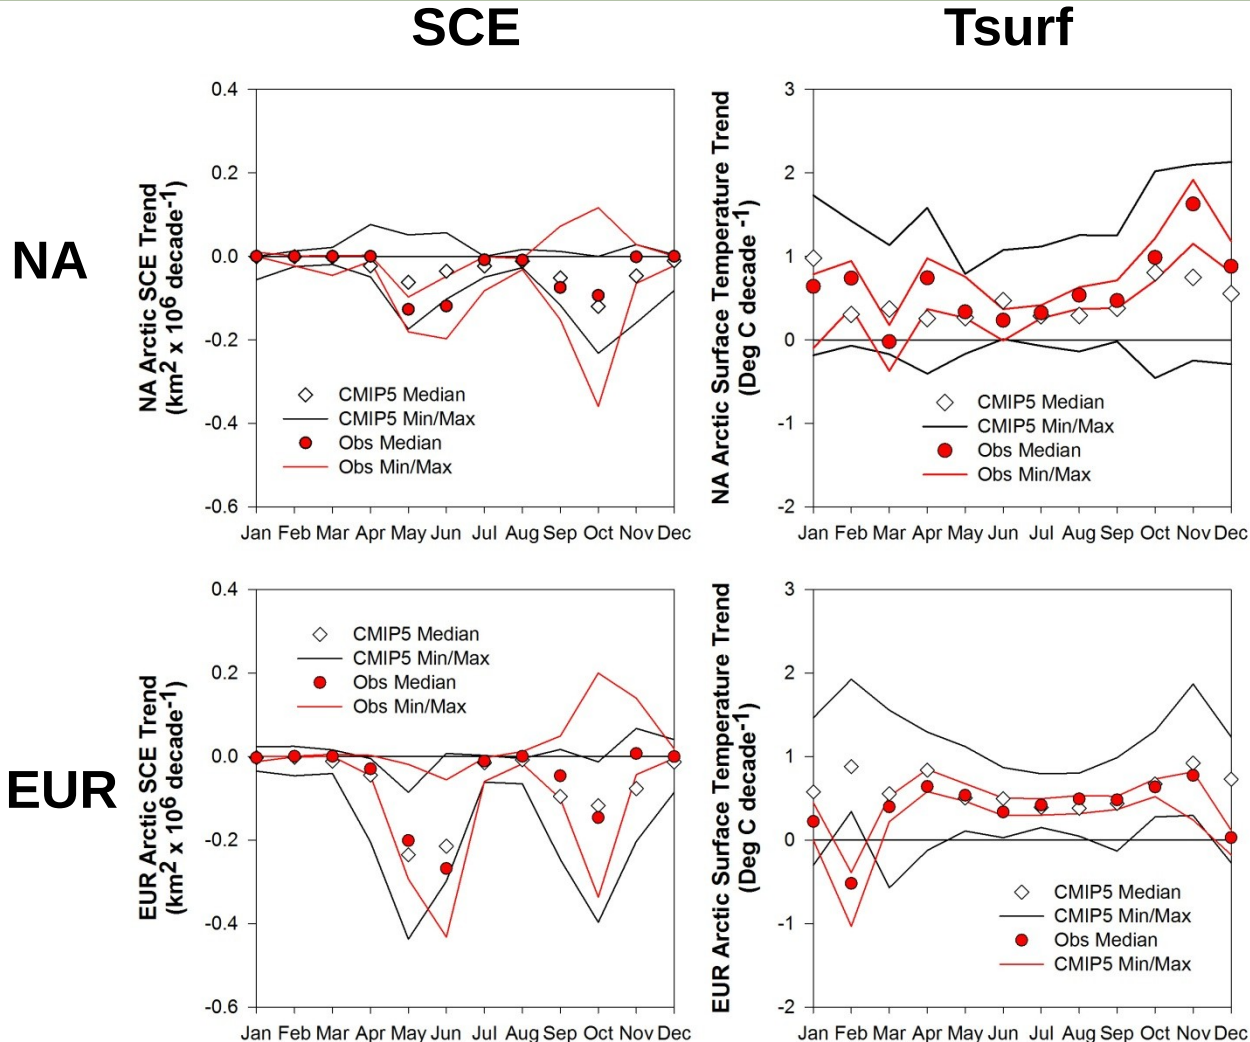 SCE
Tsurf
NA
NA Arctic SCE Trend
(km2 x 106 decade-1)
0.4
0.2
0.0
-0.2
-0.4
-0.6
CMIP5 Median
CMIP5 Min/Max
Obs Median
Obs Min/Max
Jan Feb Mar Apr May Jun Jul Aug Sep Oct Nov Dec
NA Arctic Surface Temperature Trend
(Deg C decade -1)
3
2
1
0
-1
-2
CMIP5 Median
CMIP5 Min/Max
Obs Median
Obs Min/Max
Jan Feb Mar Apr May Jun Jul Aug Sep Oct Nov Dec
EUR
EUR Arctic SCE Trend
(km2 x 106 decade-1)
0.4
0.2
0.0
-0.2
-0.4
-0.6
CMIP5 Median
CMIP5 Min/Max
Obs Median
Obs Min/Max
Jan Feb Mar Apr May Jun Jul Aug Sep Oct Nov Dec
EUR Arctic Surface Temperature Trend
(Deg C decade-1)
3
2
1
0
-1
-2
CMIP5 Median
CMIP5 Min/Max
Obs Median
CMIP5 Min/Max
Jan Feb Mar Apr May Jun Jul Aug Sep Oct Nov Dec